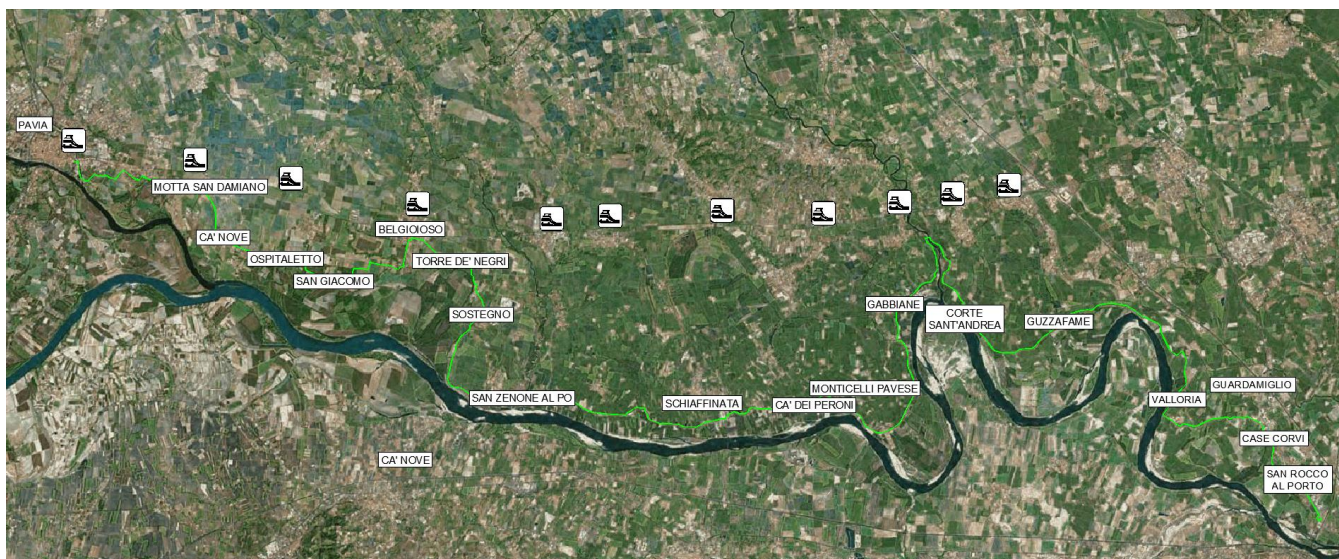 PAVIA
MOTTA SAN DAMIANO
CA' NOVE
OSPITALETTO
SAN GIACOMO
BELGIOIOSO
TORRE DE' NEGRI
SOSTEGNO
SAN ZENONE AL PO
SCHIAFFINATA
CA' DEI PERONI
MONTICELLI PAVESE
GABBIANE
CORTE
SANT'ANDREA
GUZZAFAME
GUARDAMIGLIO
VALLORIA
CASE CORVI
SAN ROCCO
AL PORTO
CA' NOVE